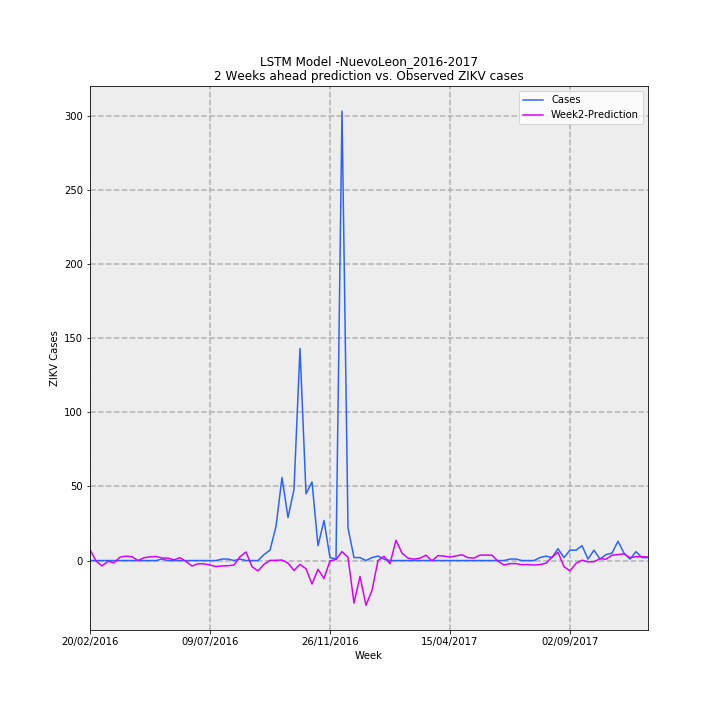 LSTM Model -NuevoLeon_2016-2017
2 Weeks ahead prediction vs. Observed ZIKV cases
Cases
Week2-Prediction
300
250
200
150
100
50
0
ZIKV Cases
20/02/2016
09/07/2016
26/11/2016
15/04/2017
02/09/2017
Week